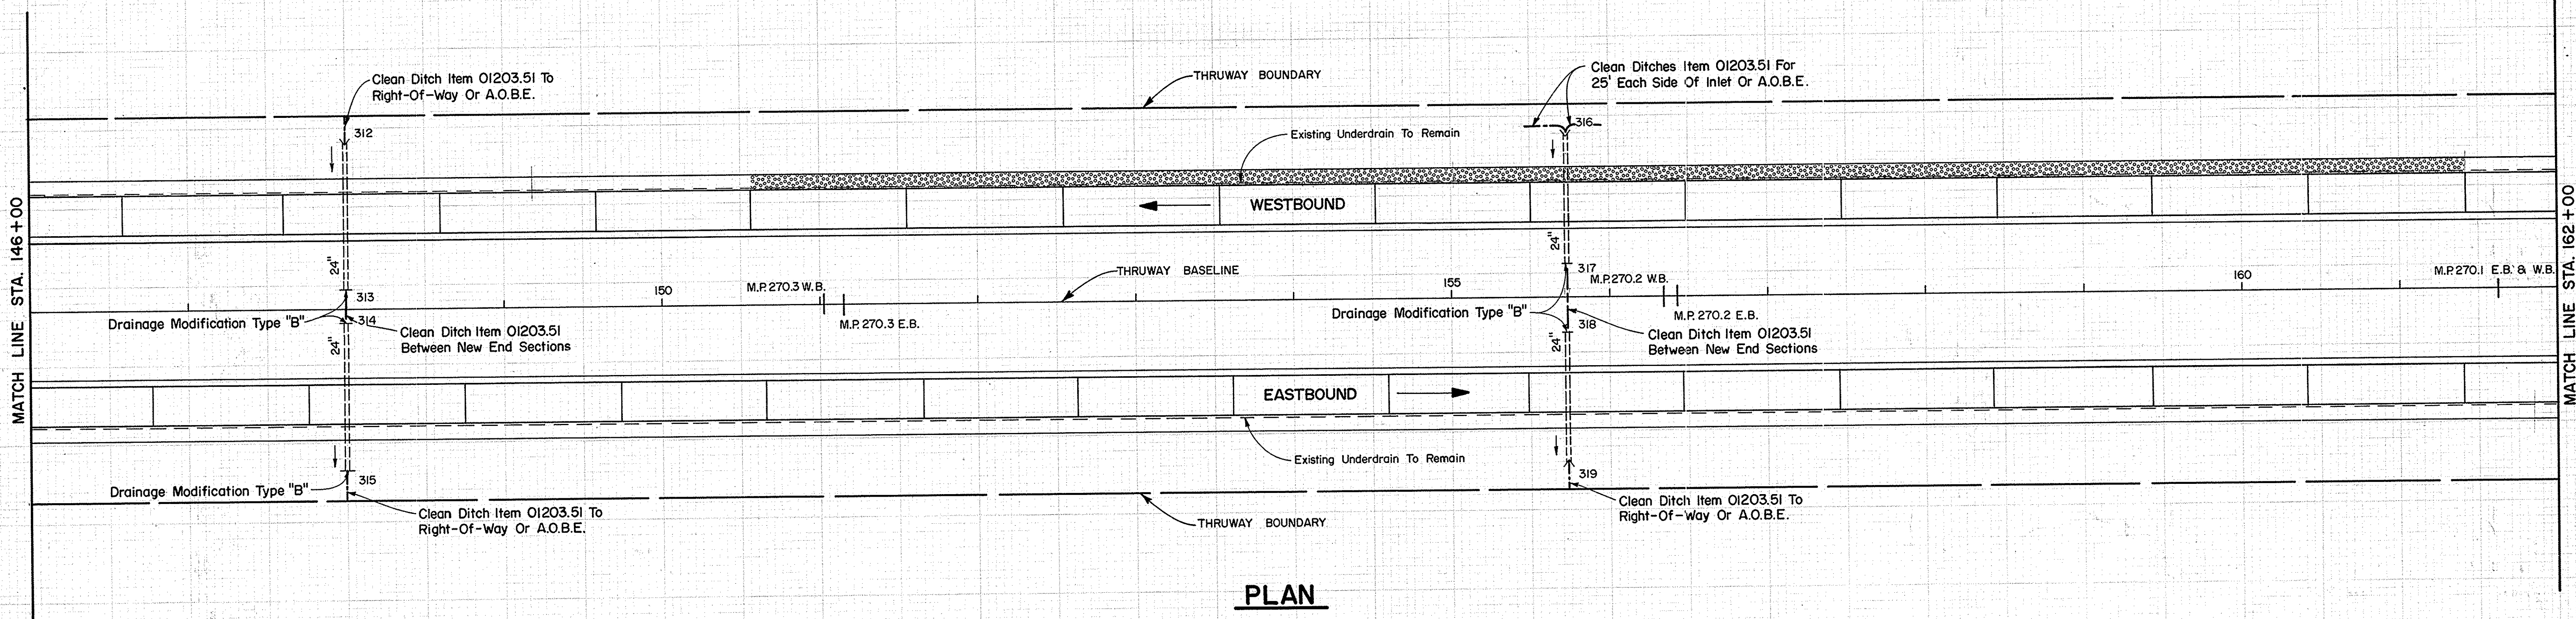 Clean Ditch Item 01203.51 To
Right-Of-Way Or A.O.B.E.
THRUWAY BOUNDARY
Clean Ditches Item 01203.51 For
25' Each Side Of Inlet Or A.O.B.E.
312
316
Existing Underdrain To Remain
WESTBOUND
MATCH LINE STA. 146+00
MATCH LINE STA. 162+00
24"
24"
THRUWAY BASELINE
313
150
M.P. 270.3 W.B.
155
317
M.P. 270.2 W.B.
160
M.P. 270.1 E.B. & W.B.
Drainage Modification Type "B"
314
M.P. 270.3 E.B.
Drainage Modification Type "B"
318
M.P. 270.2 E.B.
24"
Clean Ditch Item 01203.51
Between New End Sections
24"
Clean Ditch Item 01203.51
Between New End Sections
EASTBOUND
Existing Underdrain To Remain
Drainage Modification Type "B"
315
319
Clean Ditch Item 01203.51 To
Right-Of-Way Or A.O.B.E.
THRUWAY BOUNDARY
Clean Ditch Item 01203.51 To
Right-Of-Way Or A.O.B.E.
PLAN